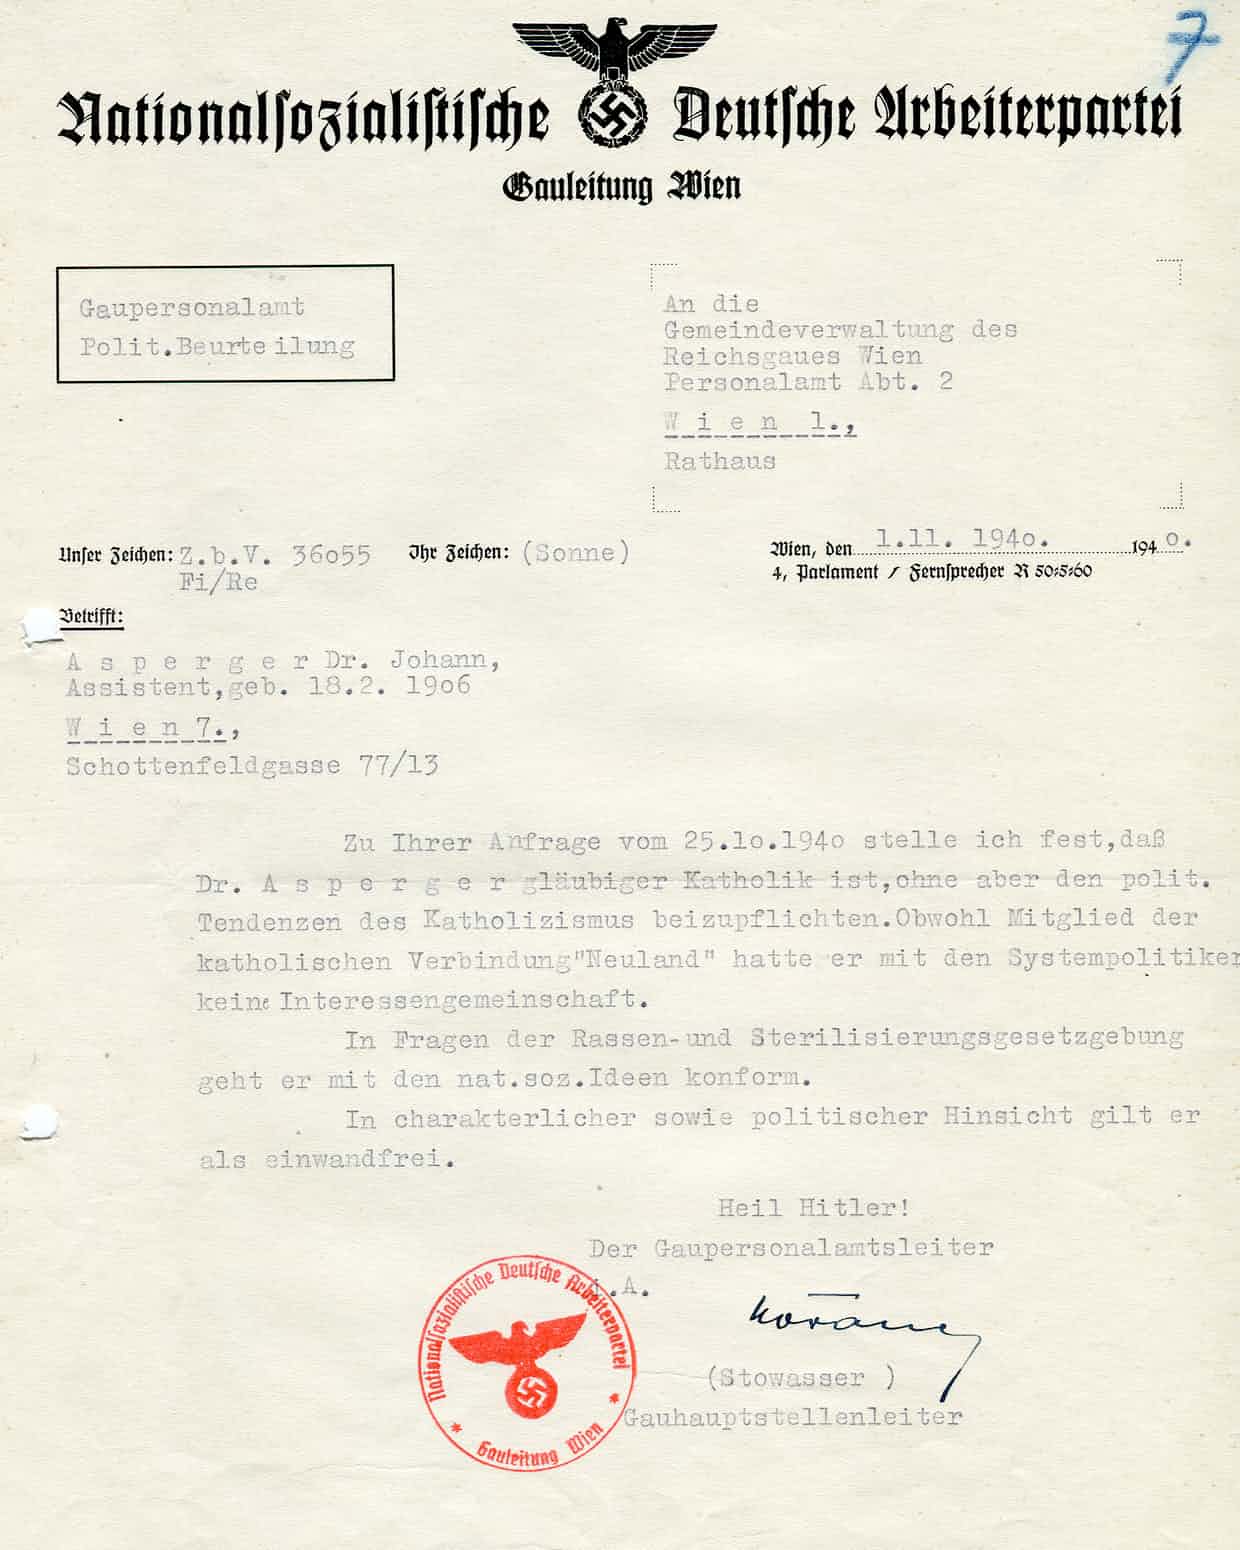 7
Nationalsozialistische Deutsche Arbeiterpartei
Gauleitung Wien
Gaupersonalamt
Polit.Beurteilung
An die
Gemeindeverwaltung des
Reichsgaues Wien
Personalamt Abt. 2
W i e n  1.,
Rathaus
Unser Zeichen: Z.b.V. 36o55 Ihr Zeichen: (Sonne)
Fi/Re
Wien, den 1.11. 194o. 194o.
4, Parlament / Fernsprecher R 50=5=60
Betrifft:
A s p e r g e r Dr. Johann,
Assistent,geb. 18.2. 19o6
W i e n 7.,
Schottenfeldgasse 77/13
Zu Ihrer Anfrage vom 25.1o.194o stelle ich fest,daß
Dr. A s p e r g e r gläubiger Katholik ist,ohne aber den polit.
Tendenzen des Katholizismus beizupflichten.Obwohl Mitglied der
katholischen Verbindung"Neuland" hatte er mit den Systempolitiker
keine Interessengemeinschaft.
In Fragen der Rassen-und Sterilisierungsgesetzgebung
geht er mit den nat.soz.Ideen konform.
In charakterlicher sowie politischer Hinsicht gilt er
als einwandfrei.
Heil Hitler!
Der Gaupersonalamtsleiter
i.A.
(Stowasser )
Gauhauptstellenleiter
Nationalsozialistische Deutsche Arbeiterpartei
* Gauleitung Wien *